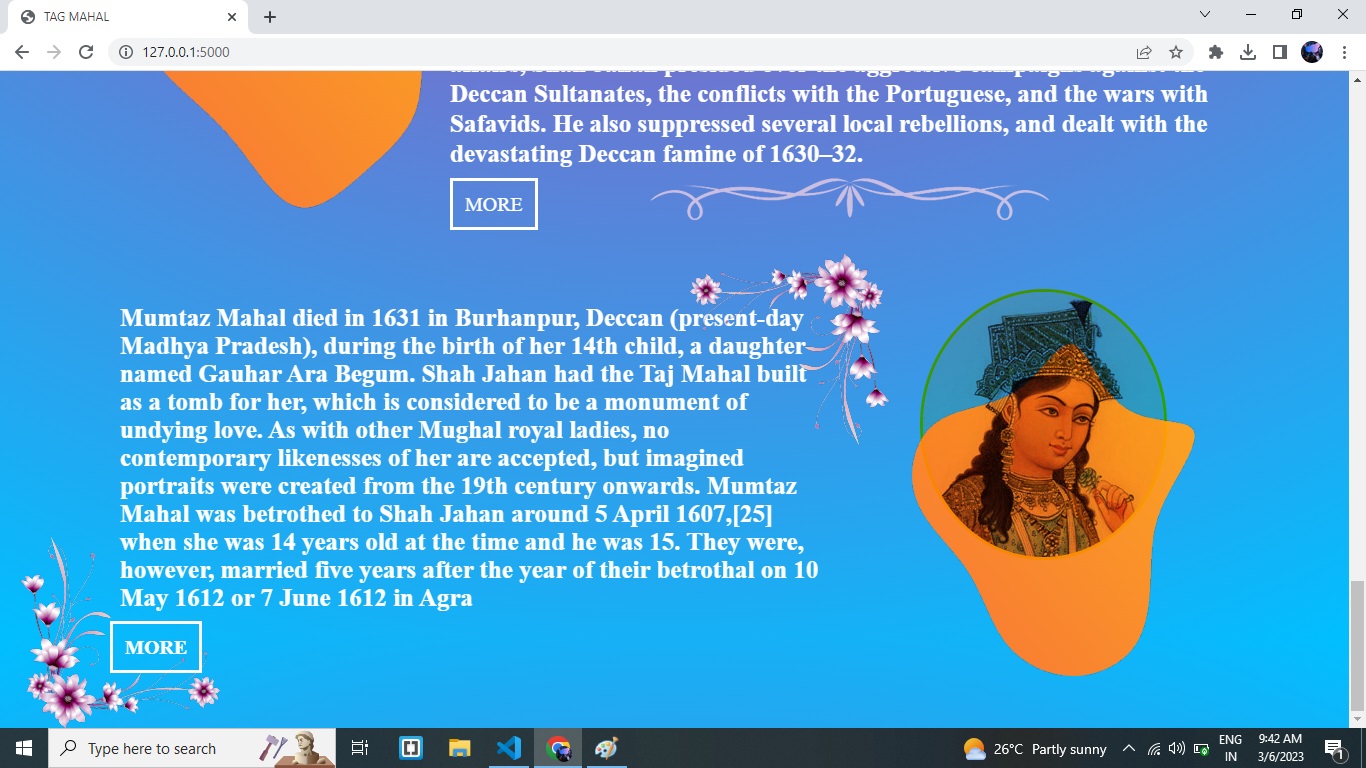 TAG MAHAL
127.0.0.1:5000
Deccan Sultanates, the conflicts with the Portuguese, and the wars with
Safavids. He also suppressed several local rebellions, and dealt with the
devastating Deccan famine of 1630–32.
MORE
Mumtaz Mahal died in 1631 in Burhanpur, Deccan (present-day
Madhya Pradesh), during the birth of her 14th child, a daughter
named Gauhar Ara Begum. Shah Jahan had the Taj Mahal built
as a tomb for her, which is considered to be a monument of
undying love. As with other Mughal royal ladies, no
contemporary likenesses of her are accepted, but imagined
portraits were created from the 19th century onwards. Mumtaz
Mahal was betrothed to Shah Jahan around 5 April 1607,[25]
when she was 14 years old at the time and he was 15. They were,
however, married five years after the year of their betrothal on 10
May 1612 or 7 June 1612 in Agra
MORE
Type here to search
26°C Partly sunny
ENG
IN
9:42 AM
3/6/2023
1